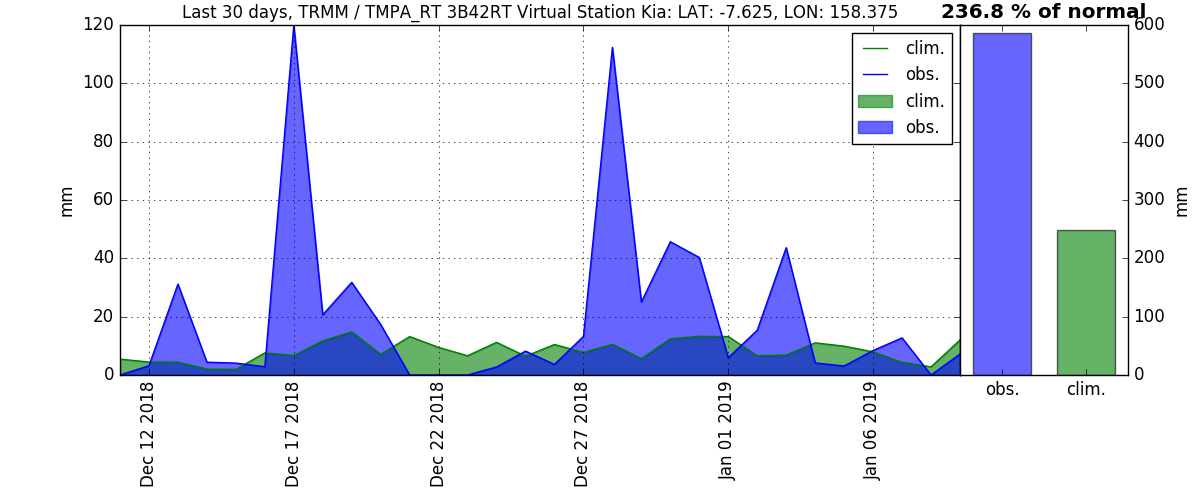 Last 30 days, TRMM / TMPA_RT 3B42RT Virtual Station Kia: LAT: -7.625, LON: 158.375
236.8 % of normal
120
100
80
60
40
20
0
mm
clim.
obs.
clim.
obs.
600
500
400
300
200
100
0
mm
Dec 12 2018
Dec 17 2018
Dec 22 2018
Dec 27 2018
Jan 01 2019
Jan 06 2019
obs.
clim.